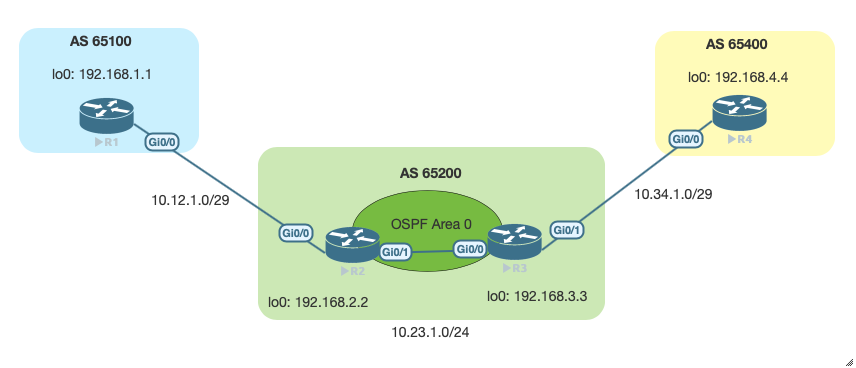 AS 65100
lo0: 192.168.1.1
R1
Gi0/0
10.12.1.0/29
AS 65400
lo0: 192.168.4.4
Gi0/0
R4
10.34.1.0/29
AS 65200
OSPF Area 0
Gi0/0
R2
Gi0/1
Gi0/0
R3
Gi0/1
lo0: 192.168.2.2
lo0: 192.168.3.3
10.23.1.0/24